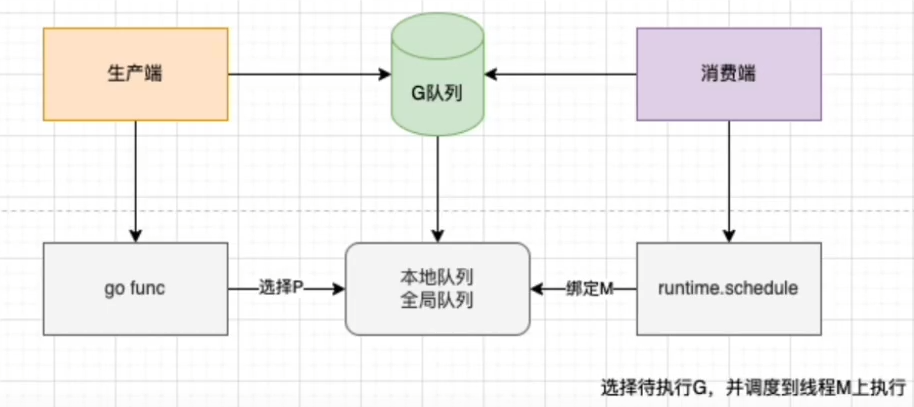 生产端
G队列
消费端
go func
选择P
本地队列
全局队列
绑定M
runtime.schedule
选择待执行G，并调度到线程M上执行